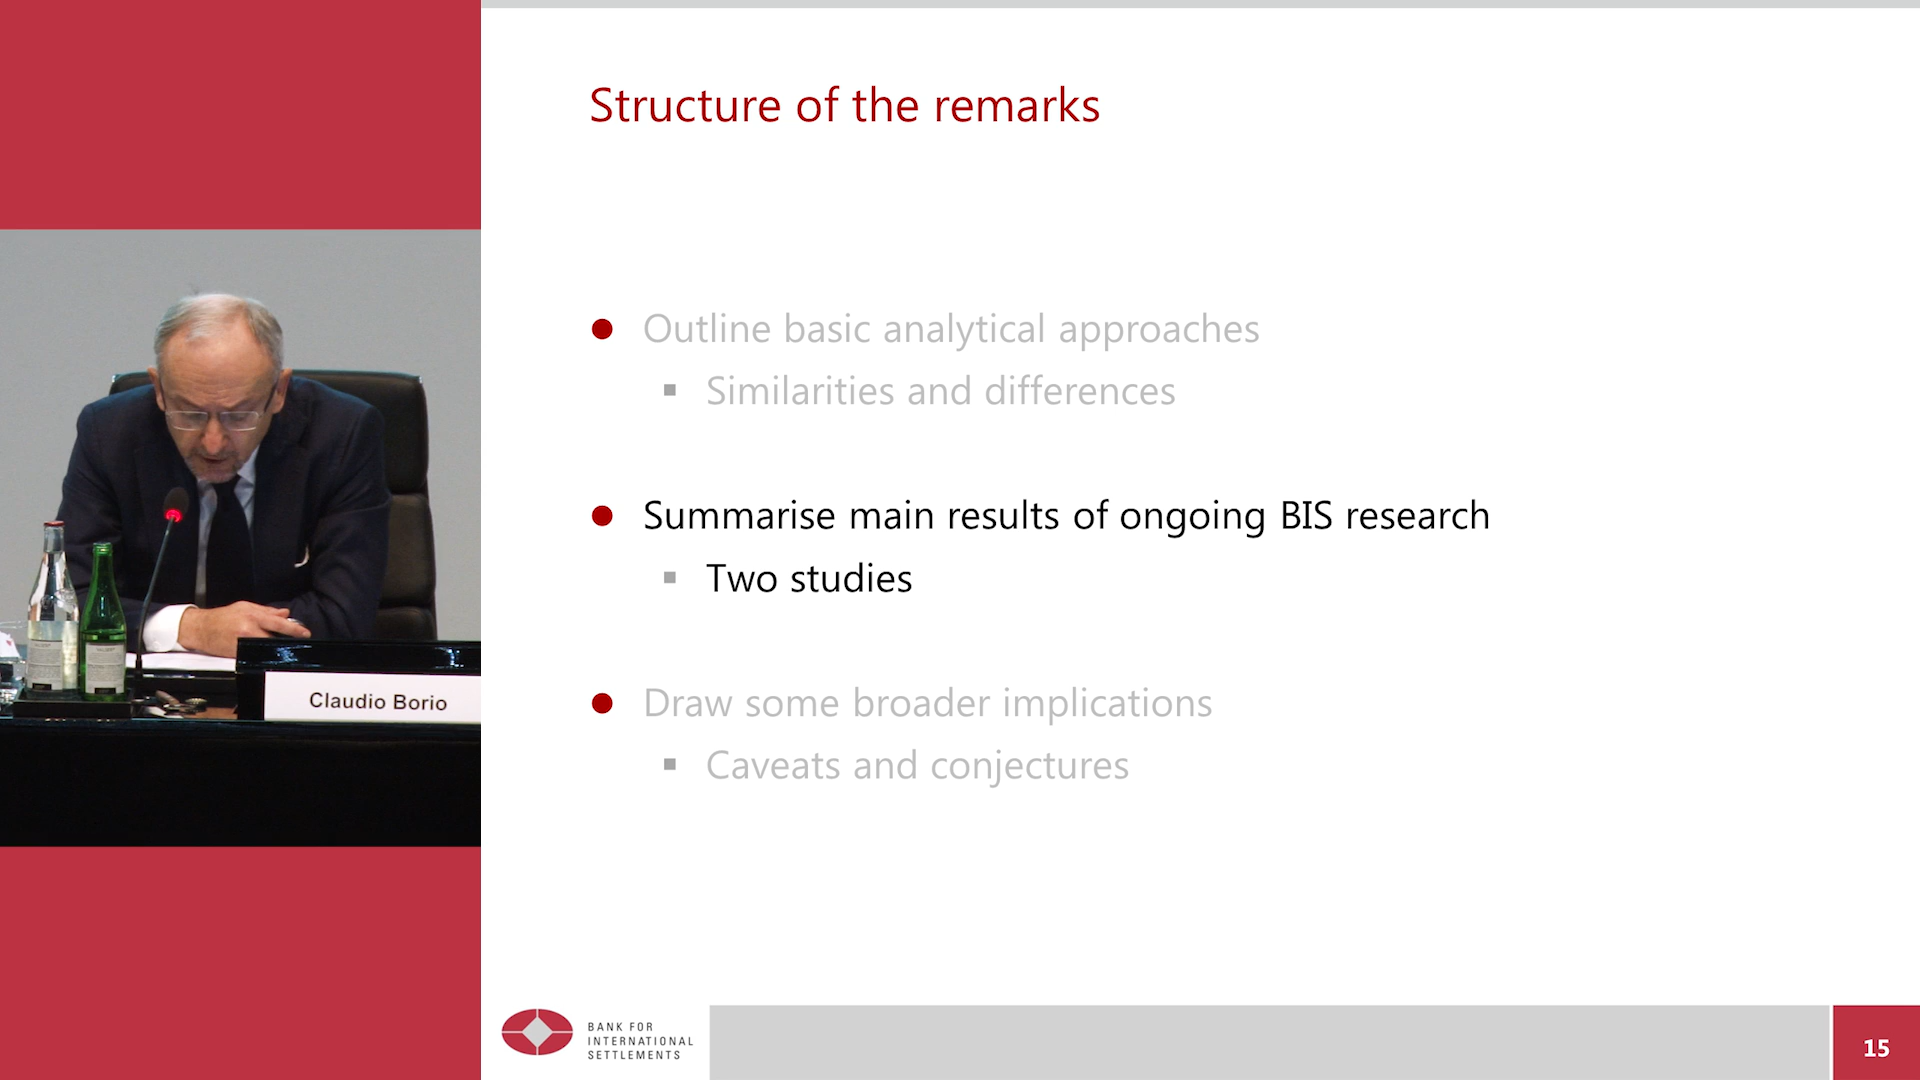 Structure of the remarks
Outline basic analytical approaches
Similarities and differences
Summarise main results of ongoing BIS research
Two studies
Draw some broader implications
Caveats and conjectures
Claudio Borio
BANK FOR
INTERNATIONAL
SETTLEMENTS
15